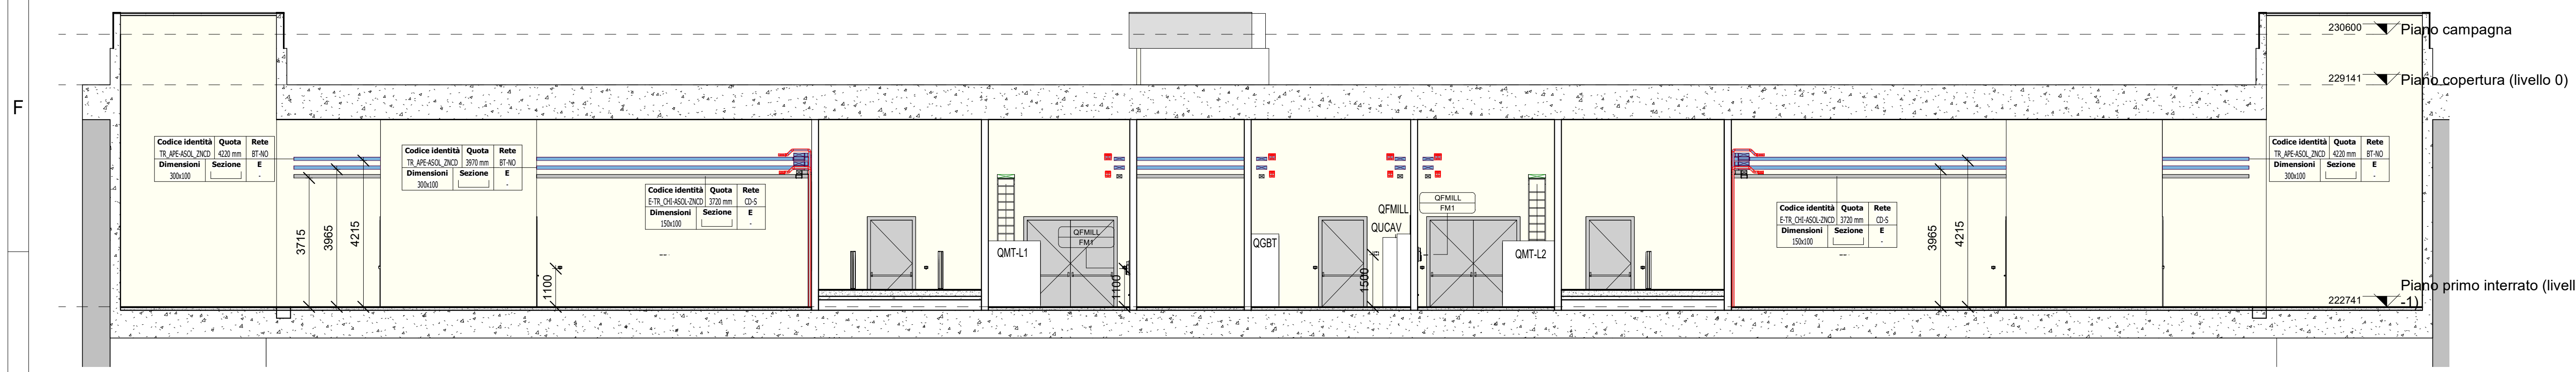 F
230600
Piano campagna
229141
Piano copertura (livello 0)
Codice identità Quota Rete
TR_APE-ASOL_ZNCD 4220 mm BT-NO
Dimensioni Sezione E
300x100 -
Codice identità Quota Rete
TR_APE-ASOL_ZNCD 3970 mm BT-NO
Dimensioni Sezione E
300x100 -
Codice identità Quota Rete
E-TR_CHI-ASOL-ZNCD 3720 mm CD-S
Dimensioni Sezione E
150x100 -
3715
3965
4215
1100
QMT-L1
QFMILL
FM1
1100
QGBT
QFMILL
QUCAV
1500
QFMILL
FM1
QMT-L2
Codice identità Quota Rete
E-TR_CHI-ASOL-ZNCD 3720 mm CD-S
Dimensioni Sezione E
150x100 -
3965
4215
Codice identità Quota Rete
TR_APE-ASOL_ZNCD 4220 mm BT-NO
Dimensioni Sezione E
300x100 -
222741
Piano primo interrato (livell
-1)